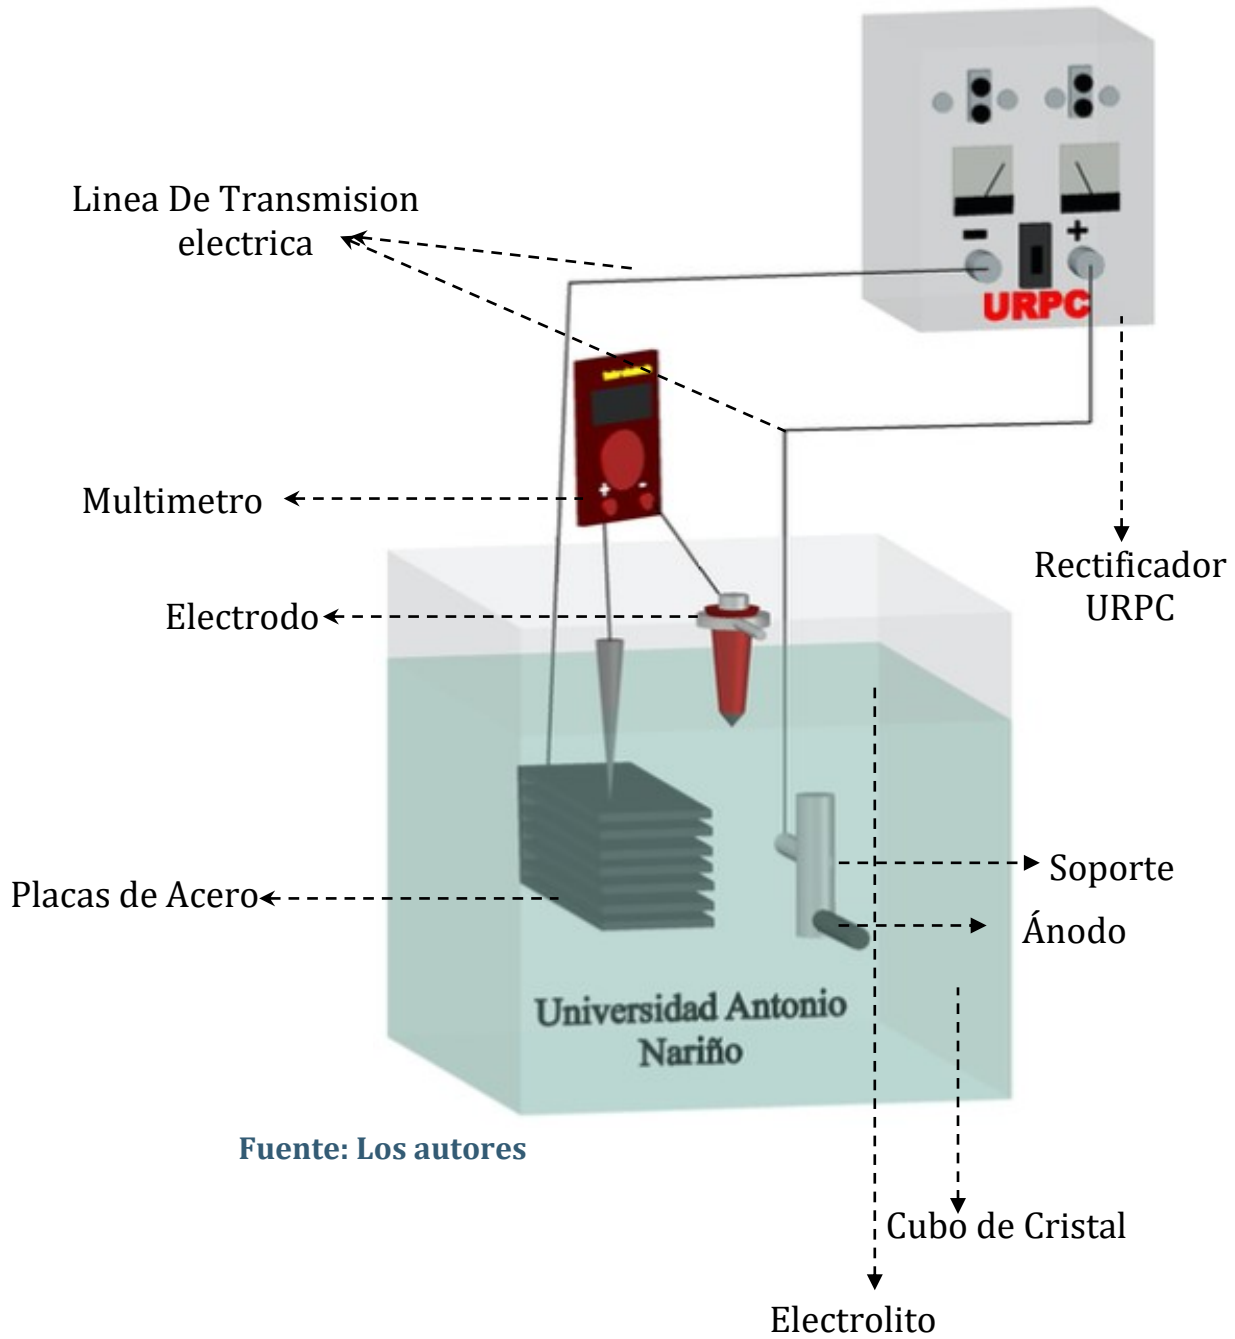 -
+
URPC
Linea De Transmision
electrica
Multimetro
+ -
Rectificador
URPC
Electrodo
Soporte
Placas de Acero
Ánodo
Universidad Antonio
Nariño
Fuente: Los autores
Cubo de Cristal
Electrolito